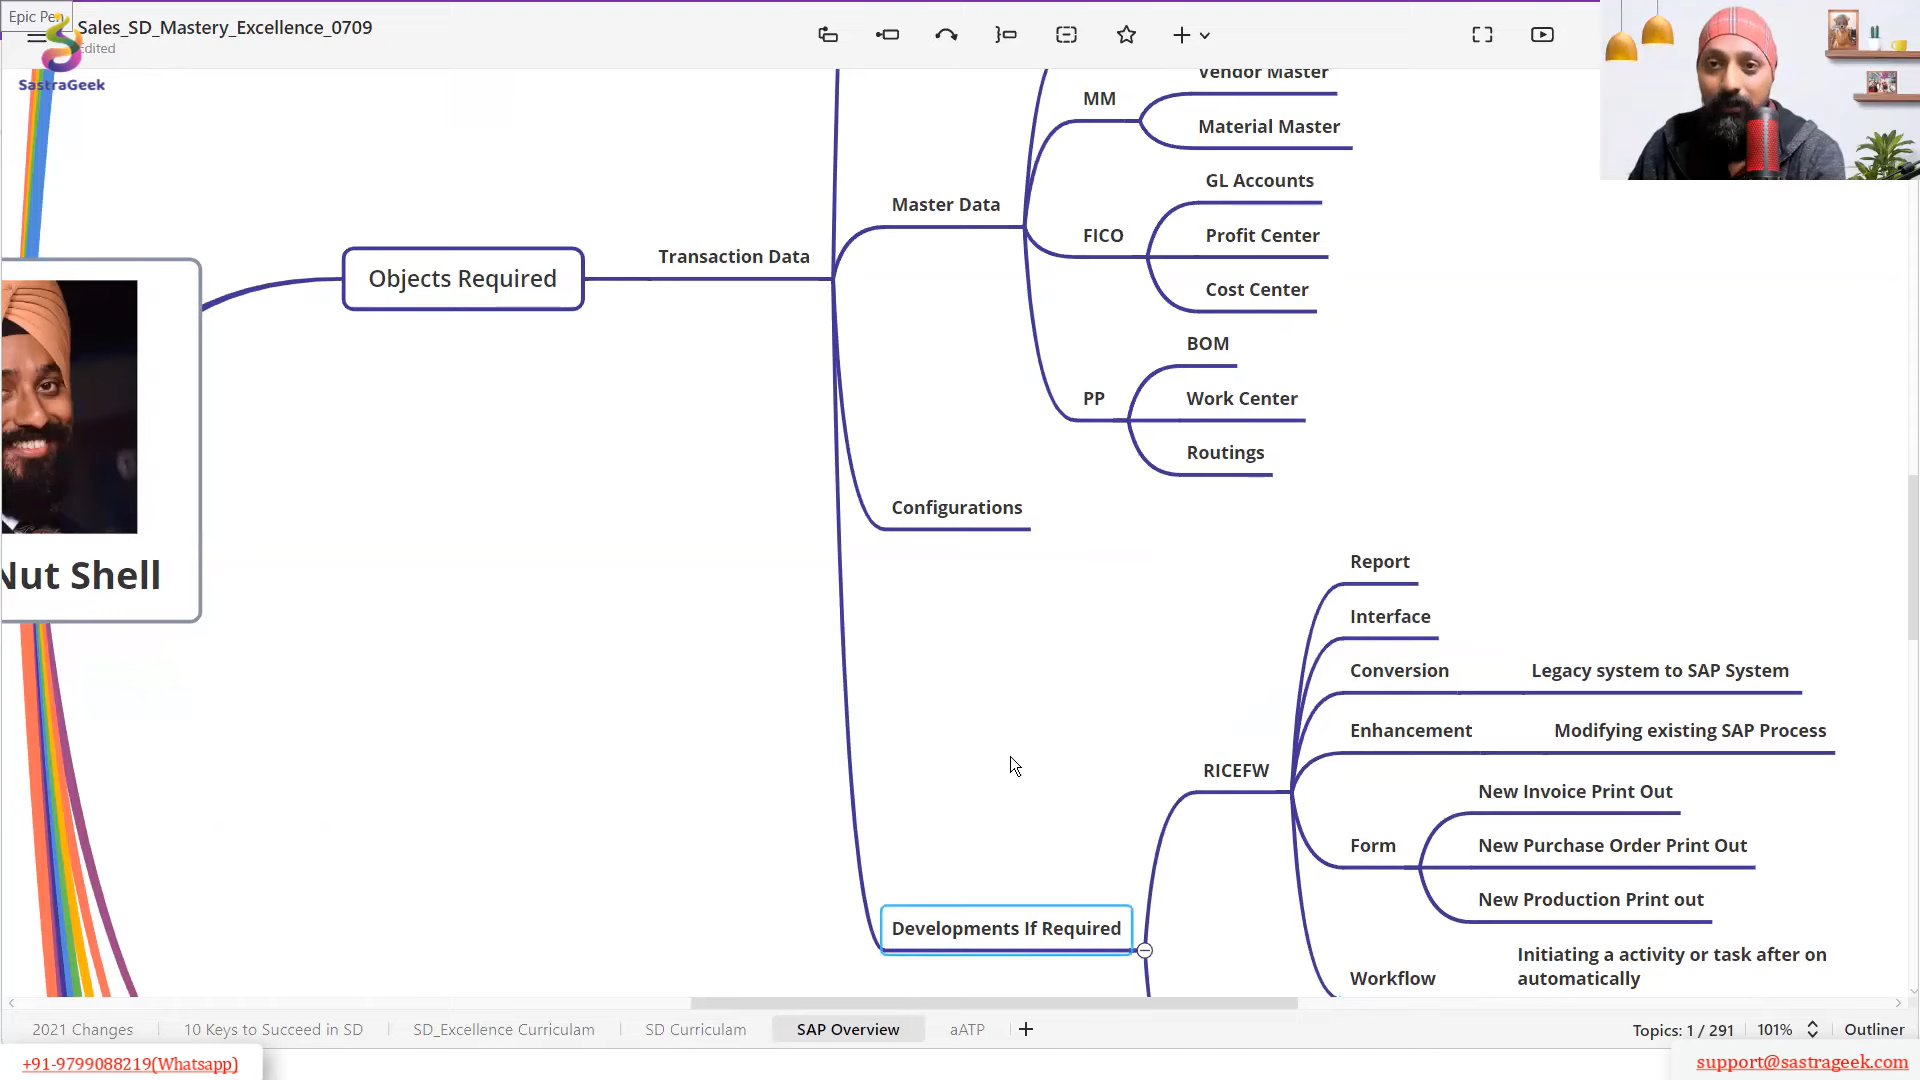 Epic Pen
Sales_SD_Mastery_Excellence_0709
Edited
SastraGeek
Vendor Master
MM
Material Master
GL Accounts
Master Data
FICO
Profit Center
Transaction Data
Objects Required
Cost Center
BOM
PP
Work Center
Routings
Configurations
Nut Shell
Report
Interface
Conversion
Legacy system to SAP System
Enhancement
Modifying existing SAP Process
RICEFW
New Invoice Print Out
Form
New Purchase Order Print Out
New Production Print out
Developments If Required
Initiating a activity or task after on
automatically
Workflow
2021 Changes
10 Keys to Succeed in SD
SD_Excellence Curriculam
SD Curriculam
SAP Overview
aATP
Topics: 1 / 291
101%
Outliner
+91-9799088219(Whatsapp)
support@sastrageek.com